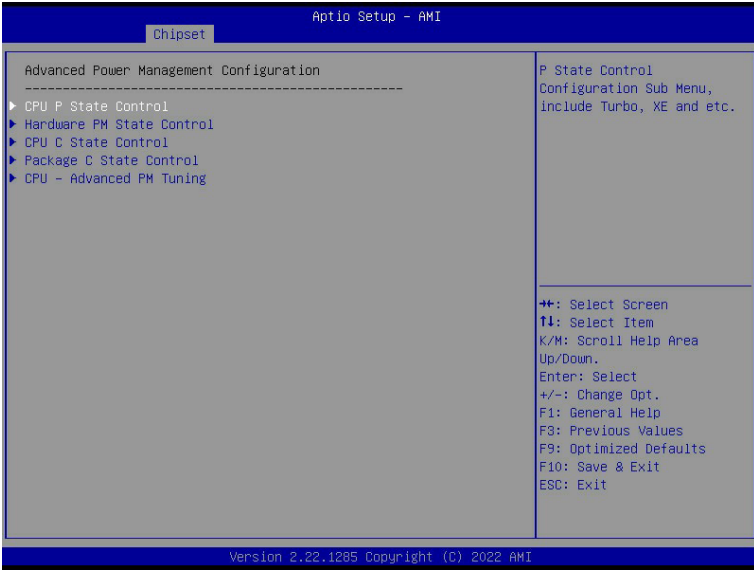 Aptio Setup – AMI
Chipset
Advanced Power Management Configuration
--------------------------------------------------
▶ CPU P State Control
▶ Hardware PM State Control
▶ CPU C State Control
▶ Package C State Control
▶ CPU – Advanced PM Tuning
P State Control
Configuration Sub Menu,
include Turbo, XE and etc.
→←: Select Screen
↑↓: Select Item
K/M: Scroll Help Area
Up/Down.
Enter: Select
+/-: Change Opt.
F1: General Help
F3: Previous Values
F9: Optimized Defaults
F10: Save & Exit
ESC: Exit
Version 2.22.1285 Copyright (C) 2022 AMI